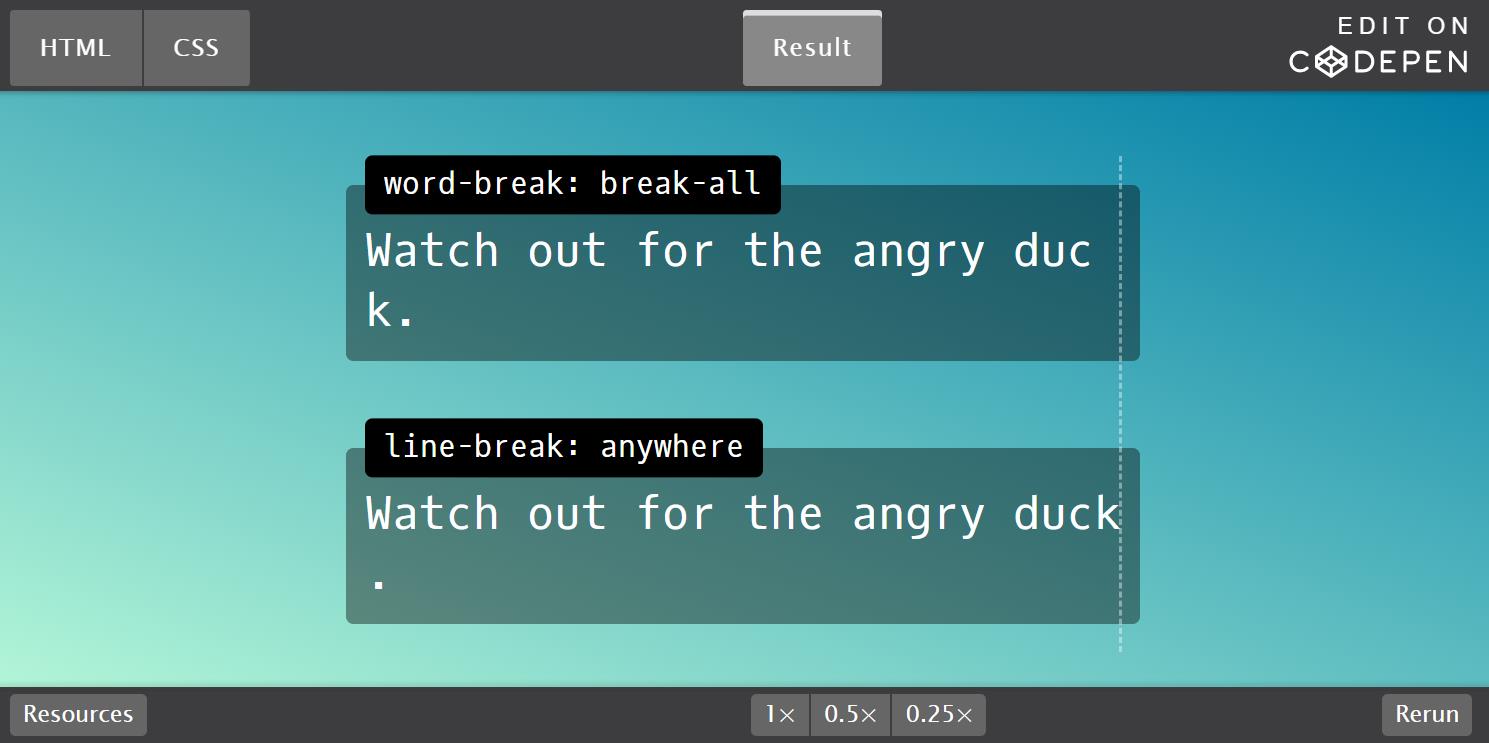 HTML CSS Result EDIT ON
CODEPEN
word-break: break-all
Watch out for the angry duc
k.
line-break: anywhere
Watch out for the angry duck
.
Resources 1× 0.5× 0.25× Rerun